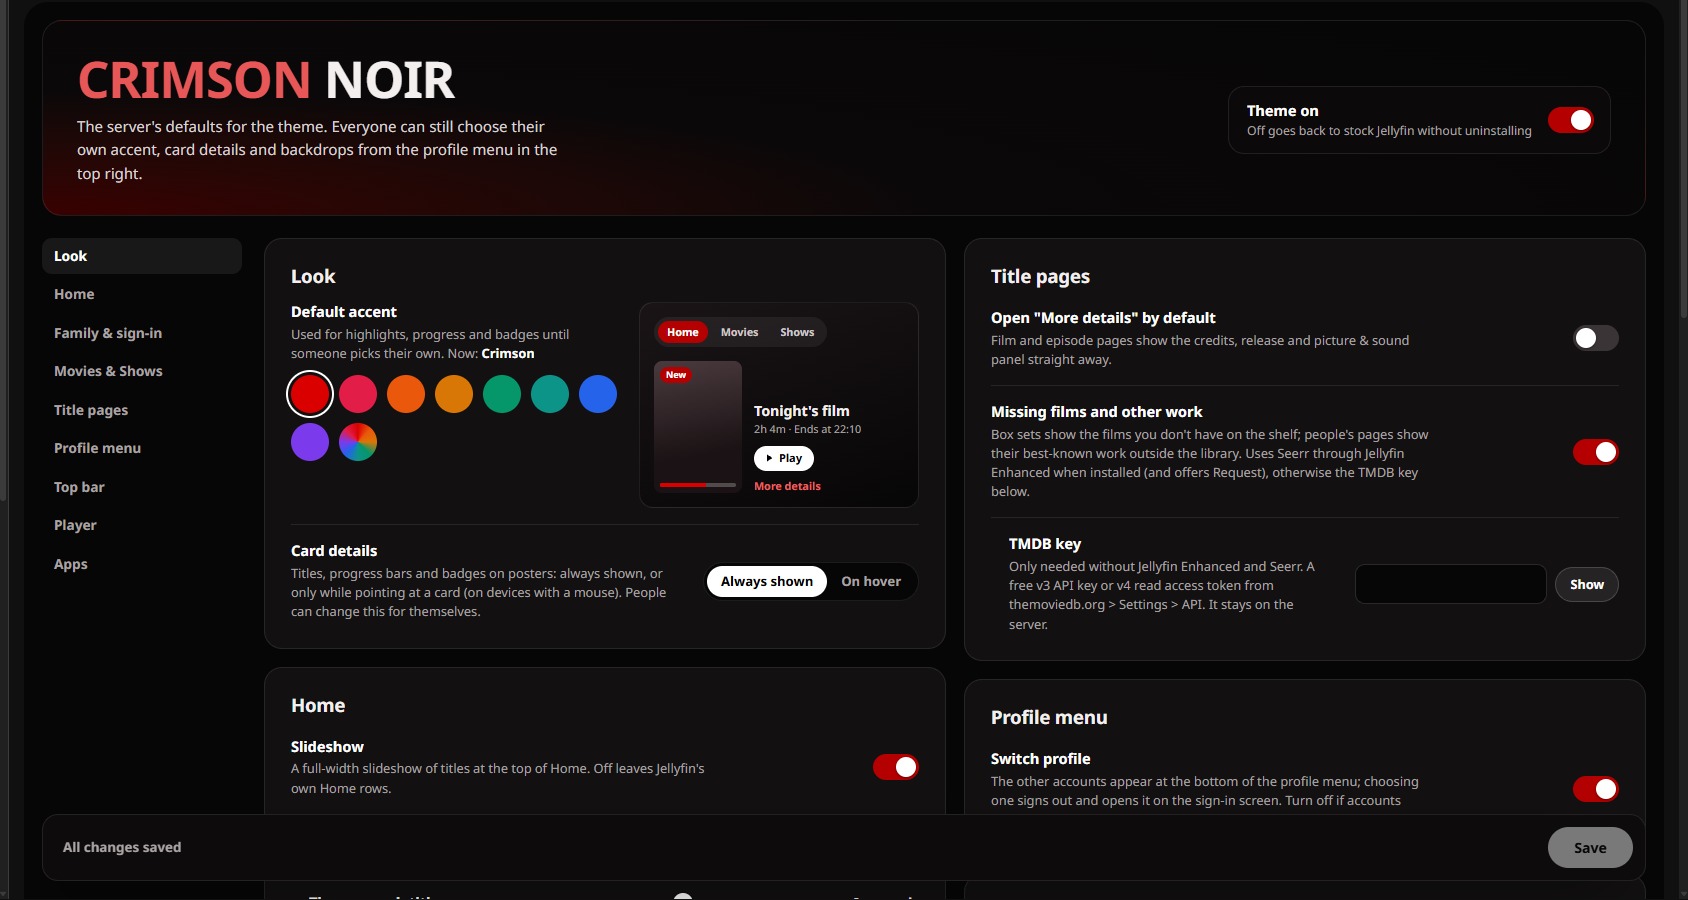 CRIMSON NOIR
The server's defaults for the theme. Everyone can still choose their
own accent, card details and backdrops from the profile menu in the
top right.
Theme on
Off goes back to stock Jellyfin without uninstalling
Look
Home
Family & sign-in
Movies & Shows
Title pages
Profile menu
Top bar
Player
Apps
Look
Default accent
Used for highlights, progress and badges until
someone picks their own. Now: Crimson
Home Movies Shows
New
Tonight's film
2h 4m · Ends at 22:10
Play
More details
Card details
Titles, progress bars and badges on posters: always shown, or
only while pointing at a card (on devices with a mouse). People
can change this for themselves.
Always shown On hover
Home
Slideshow
A full-width slideshow of titles at the top of Home. Off leaves Jellyfin's
own Home rows.
Title pages
Open "More details" by default
Film and episode pages show the credits, release and picture & sound
panel straight away.
Missing films and other work
Box sets show the films you don't have on the shelf; people's pages show
their best-known work outside the library. Uses Seerr through Jellyfin
Enhanced when installed (and offers Request), otherwise the TMDB key
below.
TMDB key
Only needed without Jellyfin Enhanced and Seerr. A
free v3 API key or v4 read access token from
themoviedb.org > Settings > API. It stays on the
server.
Show
Profile menu
Switch profile
The other accounts appear at the bottom of the profile menu; choosing
one signs out and opens it on the sign-in screen. Turn off if accounts
All changes saved
Save